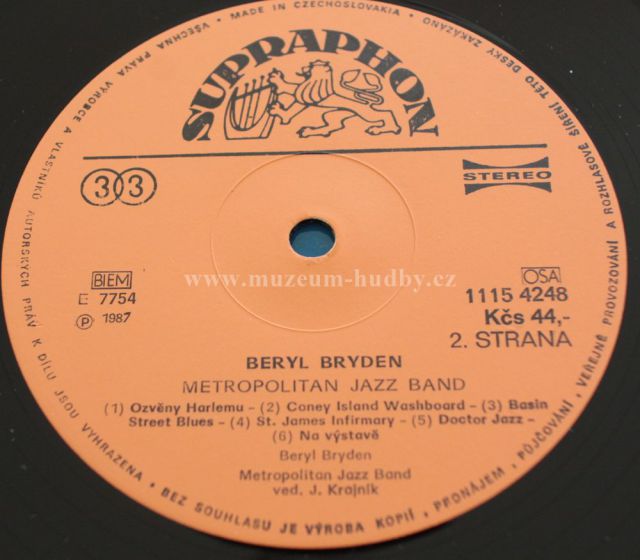 VŠECHNA PRÁVA VÝROBCE A VLASTNÍKŮ AUTORSKÝCH PRÁV K DÍLU JSOU VYHRAZENA • BEZ SOUHLASU JE VÝROBA KOPIÍ, PRONÁJEM, PŮJČOVÁNÍ, VEŘEJNÉ PROVOZOVÁNÍ A ROZHLASOVÉ ŠÍŘENÍ TÉTO DESKY ZAKÁZÁNO
MADE IN CZECHOSLOVAKIA
SUPRAPHON
33
STEREO
BIEM
E 7754
℗ 1987
OSA
1115 4248
Kčs 44,-
2. STRANA
www.muzeum-hudby.cz
BERYL BRYDEN
METROPOLITAN JAZZ BAND
(1) Ozvěny Harlemu - (2) Coney Island Washboard - (3) Basin
Street Blues - (4) St. James Infirmary - (5) Doctor Jazz -
(6) Na výstavě
Beryl Bryden
Metropolitan Jazz Band
ved. J. Krajník